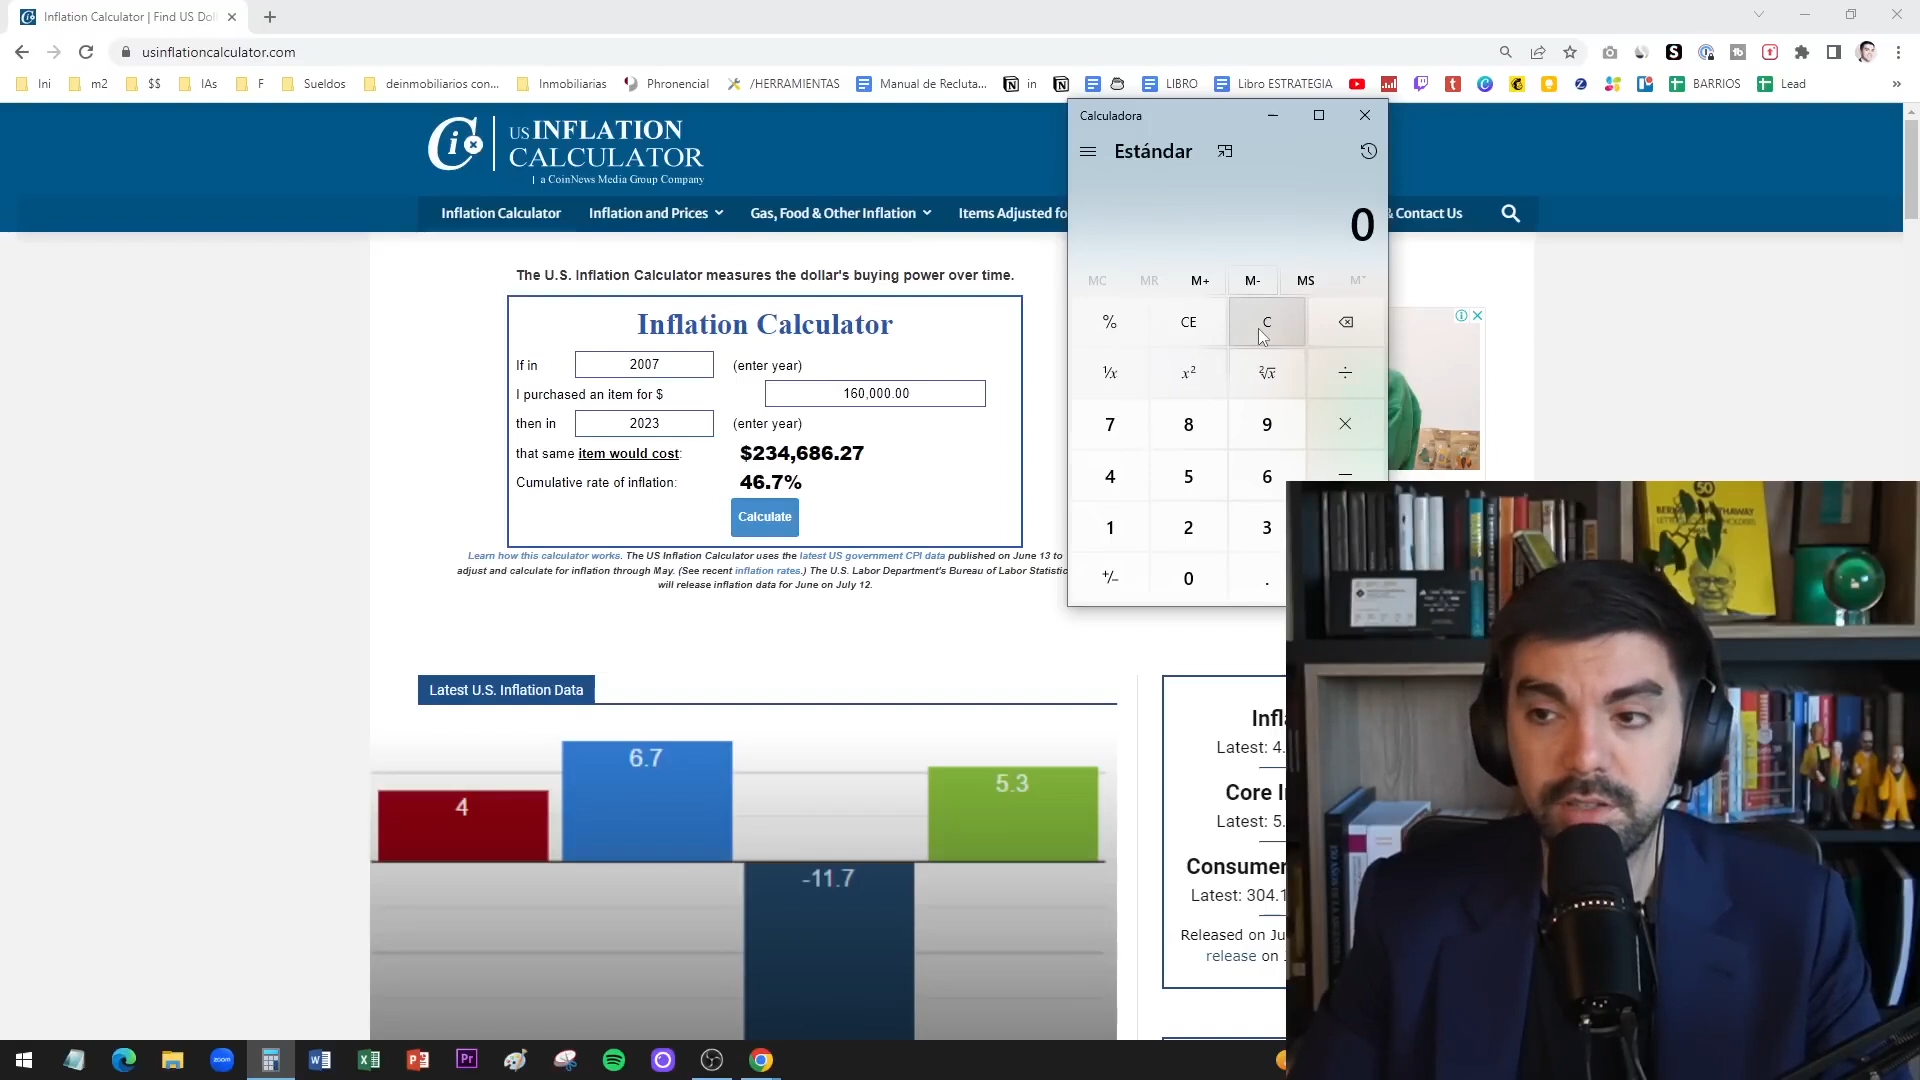 Inflation Calculator | Find US Dol
usinflationcalculator.com
Ini
m2
$$
IAs
F
Sueldos
deinmobiliarios con...
Inmobiliarias
Phronencial
/HERRAMIENTAS
Manual de Recluta...
in
LIBRO
Libro ESTRATEGIA
BARRIOS
Lead
»
US INFLATION
CALCULATOR
| a CoinNews Media Group Company
Inflation Calculator
Inflation and Prices
Gas, Food & Other Inflation
Items Adjusted fo
& Contact Us
The U.S. Inflation Calculator measures the dollar's buying power over time.
Inflation Calculator
If in 2007 (enter year)
I purchased an item for $ 160,000.00
then in 2023 (enter year)
that same item would cost: $234,686.27
Cumulative rate of inflation: 46.7%
Calculate
Learn how this calculator works. The US Inflation Calculator uses the latest US government CPI data published on June 13 to
adjust and calculate for inflation through May. (See recent inflation rates.) The U.S. Labor Department's Bureau of Labor Statistic
will release inflation data for June on July 12.
Calculadora
Estándar
0
MC MR M+ M- MS M˅
% CE C
⅟x x² ²√x ÷
7 8 9 ×
4 5 6 −
1 2 3
+/− 0 .
Latest U.S. Inflation Data
4
6.7
-11.7
5.3
Infl
Latest: 4.
Core I
Latest: 5.
Consumer
Latest: 304.1
Released on Ju
release on
50
zoom
Pr